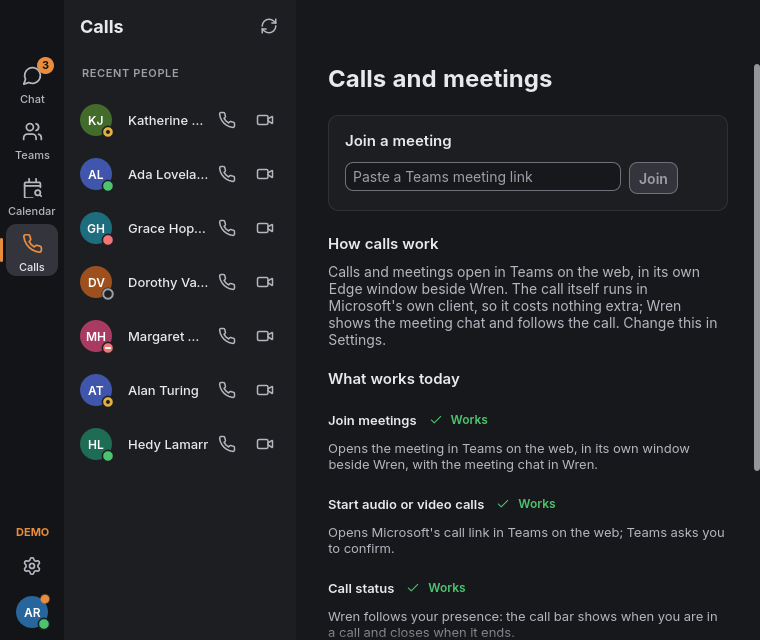 3
Chat
Teams
Calendar
Calls
DEMO
AR
Calls
RECENT PEOPLE
KJ
Katherine ...
AL
Ada Lovela...
GH
Grace Hop...
DV
Dorothy Va...
MH
Margaret ...
AT
Alan Turing
HL
Hedy Lamarr
Calls and meetings
Join a meeting
Paste a Teams meeting link
Join
How calls work
Calls and meetings open in Teams on the web, in its own
Edge window beside Wren. The call itself runs in
Microsoft's own client, so it costs nothing extra; Wren
shows the meeting chat and follows the call. Change this in
Settings.
What works today
Join meetings Works
Opens the meeting in Teams on the web, in its own window
beside Wren, with the meeting chat in Wren.
Start audio or video calls Works
Opens Microsoft's call link in Teams on the web; Teams asks you
to confirm.
Call status Works
Wren follows your presence: the call bar shows when you are in
a call and closes when it ends.